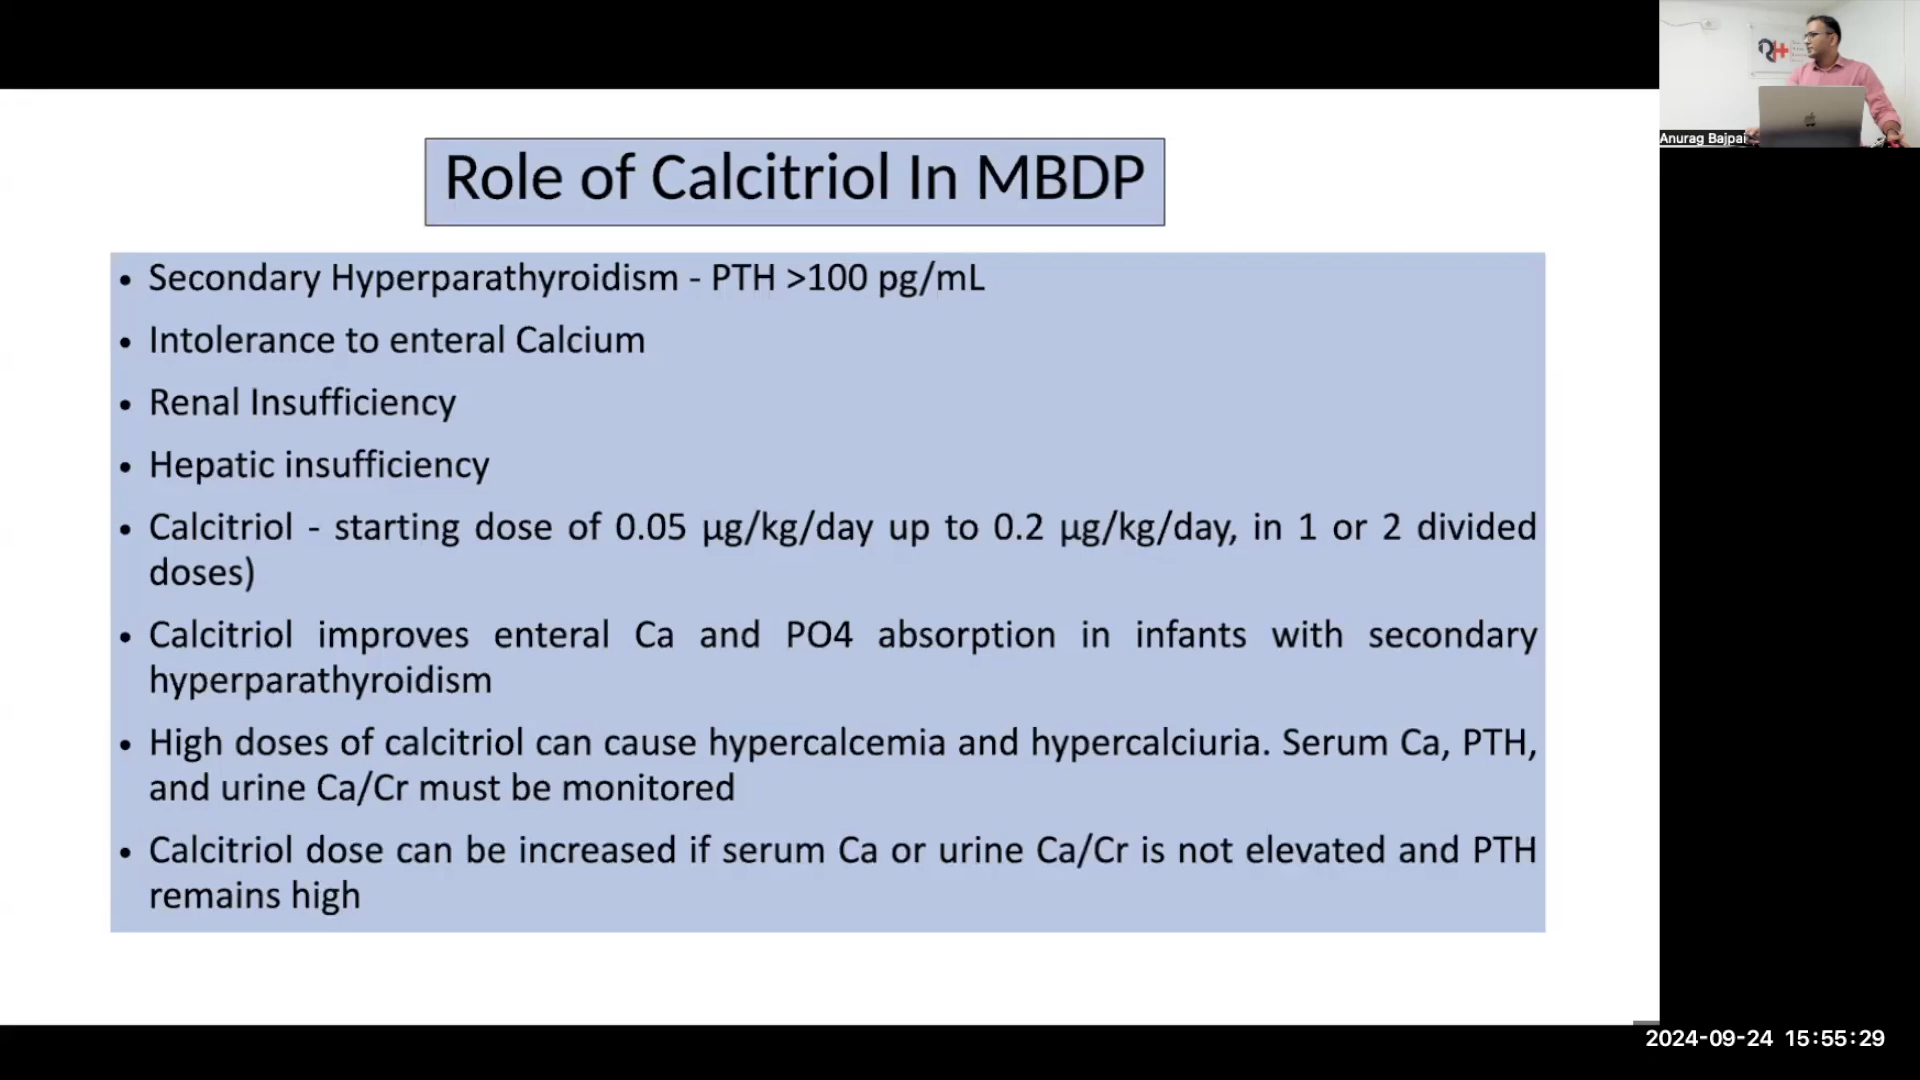 Role of Calcitriol In MBDP
• Secondary Hyperparathyroidism - PTH >100 pg/mL
• Intolerance to enteral Calcium
• Renal Insufficiency
• Hepatic insufficiency
• Calcitriol - starting dose of 0.05 µg/kg/day up to 0.2 µg/kg/day, in 1 or 2 divided
doses)
• Calcitriol improves enteral Ca and PO4 absorption in infants with secondary
hyperparathyroidism
• High doses of calcitriol can cause hypercalcemia and hypercalciuria. Serum Ca, PTH,
and urine Ca/Cr must be monitored
• Calcitriol dose can be increased if serum Ca or urine Ca/Cr is not elevated and PTH
remains high
Anurag Bajpai
2024-09-24 15:55:29